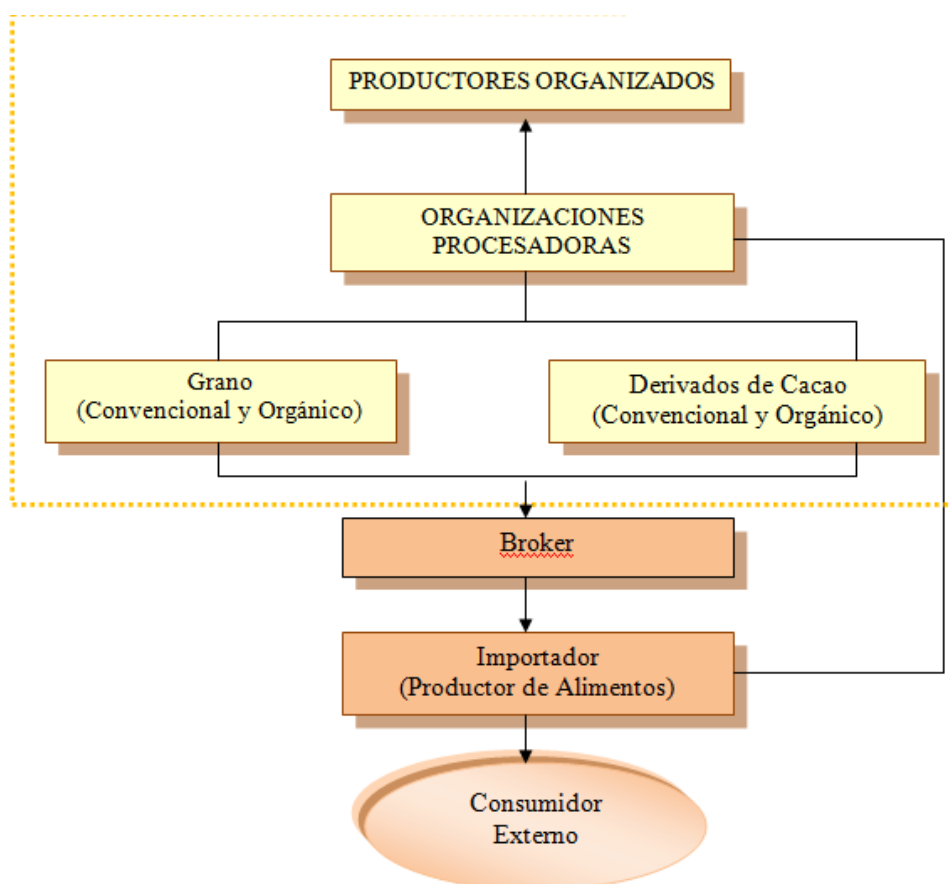 PRODUCTORES ORGANIZADOS
ORGANIZACIONES
PROCESADORAS
Grano
(Convencional y Orgánico)
Derivados de Cacao
(Convencional y Orgánico)
Broker
Importador
(Productor de Alimentos)
Consumidor
Externo